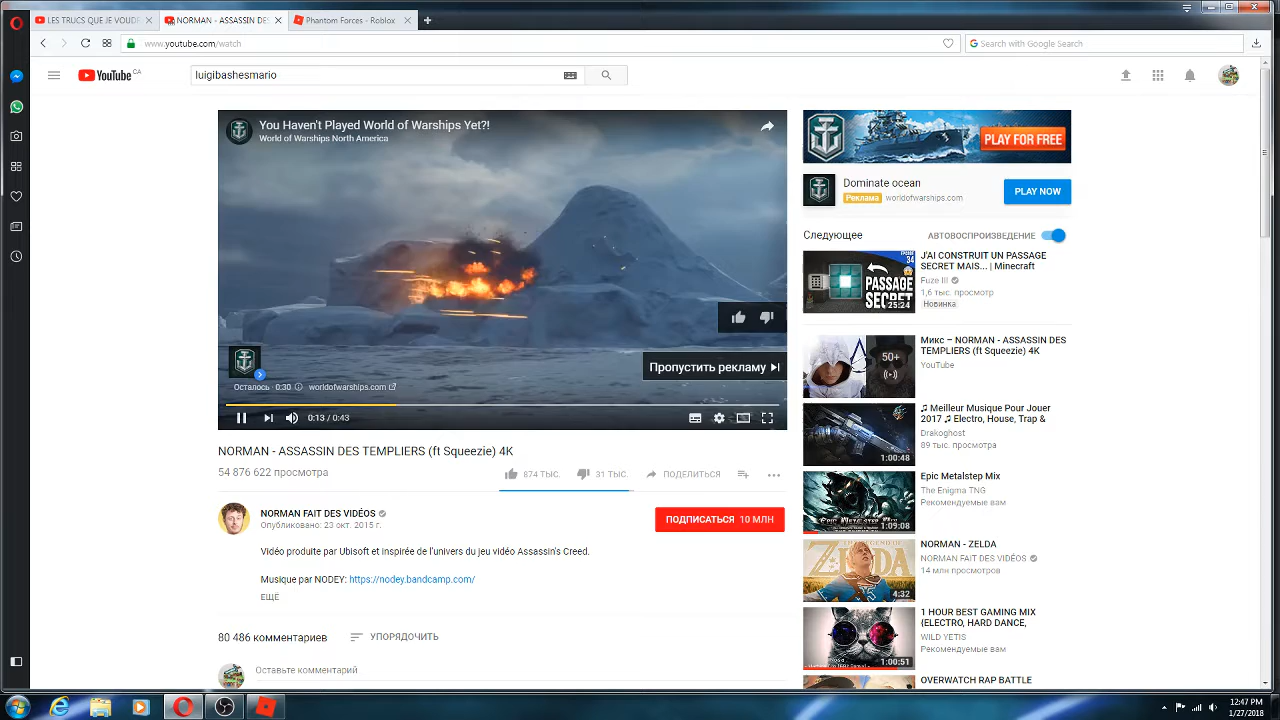 LES TRUCS QUE JE VOUDR
NORMAN - ASSASSIN DES
Phantom Forces - Roblox
www.youtube.com/watch
Search with Google Search
YouTube CA
luigibashesmario
You Haven't Played World of Warships Yet?!
World of Warships North America
Пропустить рекламу
Осталось · 0:30
worldofwarships.com
0:13 / 0:43
NORMAN - ASSASSIN DES TEMPLIERS (ft Squeezie) 4K
54 876 622 просмотра
874 ТЫС.
31 ТЫС.
ПОДЕЛИТЬСЯ
NORMAN FAIT DES VIDÉOS
Опубликовано: 23 окт. 2015 г.
ПОДПИСАТЬСЯ 10 МЛН
Vidéo produite par Ubisoft et inspirée de l'univers du jeu vidéo Assassin's Creed.
Musique par NODEY: https://nodey.bandcamp.com/
ЕЩЁ
80 486 комментариев
УПОРЯДОЧИТЬ
Оставьте комментарий
PLAY FOR FREE
Dominate ocean
Реклама worldofwarships.com
PLAY NOW
Следующее
АВТОВОСПРОИЗВЕДЕНИЕ
34
PASSAGE
SECRET
25:24
J'AI CONSTRUIT UN PASSAGE
SECRET MAIS... | Minecraft
Fuze III
1,6 тыс. просмотр
Новинка
50+
Микс – NORMAN - ASSASSIN DES
TEMPLIERS (ft Squeezie) 4K
YouTube
1:00:48
♫ Meilleur Musique Pour Jouer
2017 ♫ Electro, House, Trap &
Drakoghost
89 тыс. просмотра
1:09:08
Epic Metalstep Mix
The Enigma TNG
Рекомендуемые вам
ZELDA
4:32
NORMAN - ZELDA
NORMAN FAIT DES VIDÉOS
14 млн просмотров
1:00:51
1 HOUR BEST GAMING MIX
{ELECTRO, HARD DANCE,
WILD YETIS
Рекомендуемые вам
OVERWATCH RAP BATTLE
12:47 PM
1/27/2018